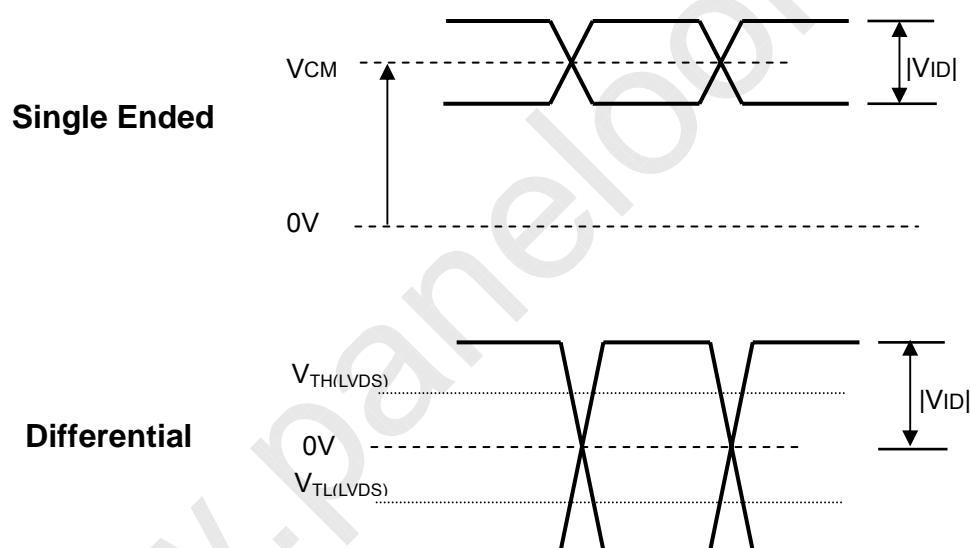 VCM
|VID|
Single Ended
0V
VTH(LVDS)
|VID|
Differential
0V
VTL(LVDS)
www.panelook